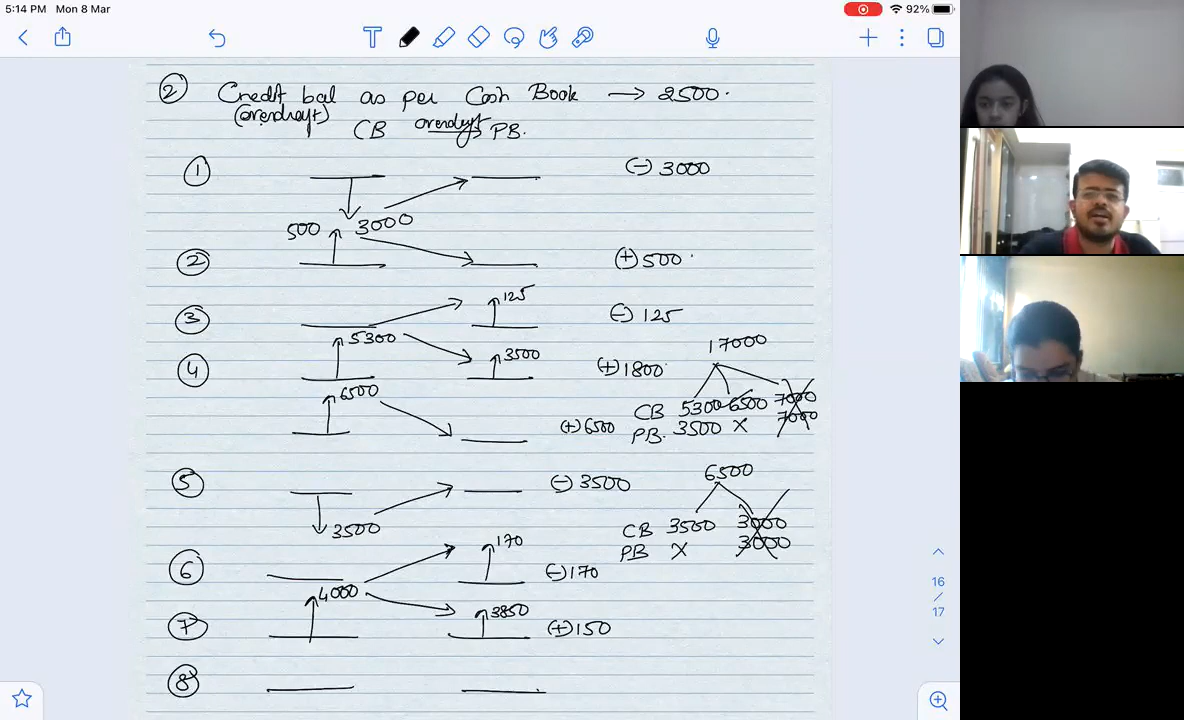 5:14 PM Mon 8 Mar
92%
② Credit bal as per Cash Book → 2500.
(overdraft)
CB overdraft PB.
① (-) 3000
500 3000
② (+) 500.
③ 125 (-) 125
5300 17000
④ 3500 (+) 1800.
6500 CB 5300 6500 7000
(+) 6500 PB. 3500 X 7000
⑤ (-) 3500 6500
3500 CB 3500 3000
170 PB X 3000
⑥ (-) 170
4000
⑦ 3850 (+) 150
⑧
16
/
17